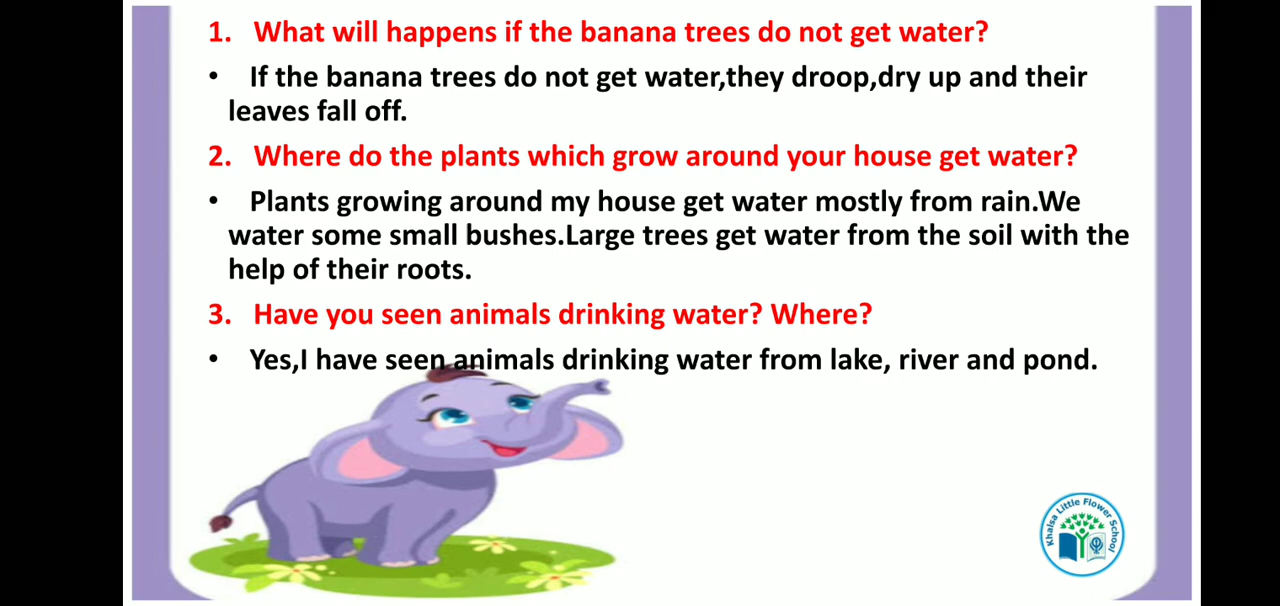 1. What will happens if the banana trees do not get water?
• If the banana trees do not get water,they droop,dry up and their
leaves fall off.
2. Where do the plants which grow around your house get water?
• Plants growing around my house get water mostly from rain.We
water some small bushes.Large trees get water from the soil with the
help of their roots.
3. Have you seen animals drinking water? Where?
• Yes,I have seen animals drinking water from lake, river and pond.
Khalsa Little Flower School